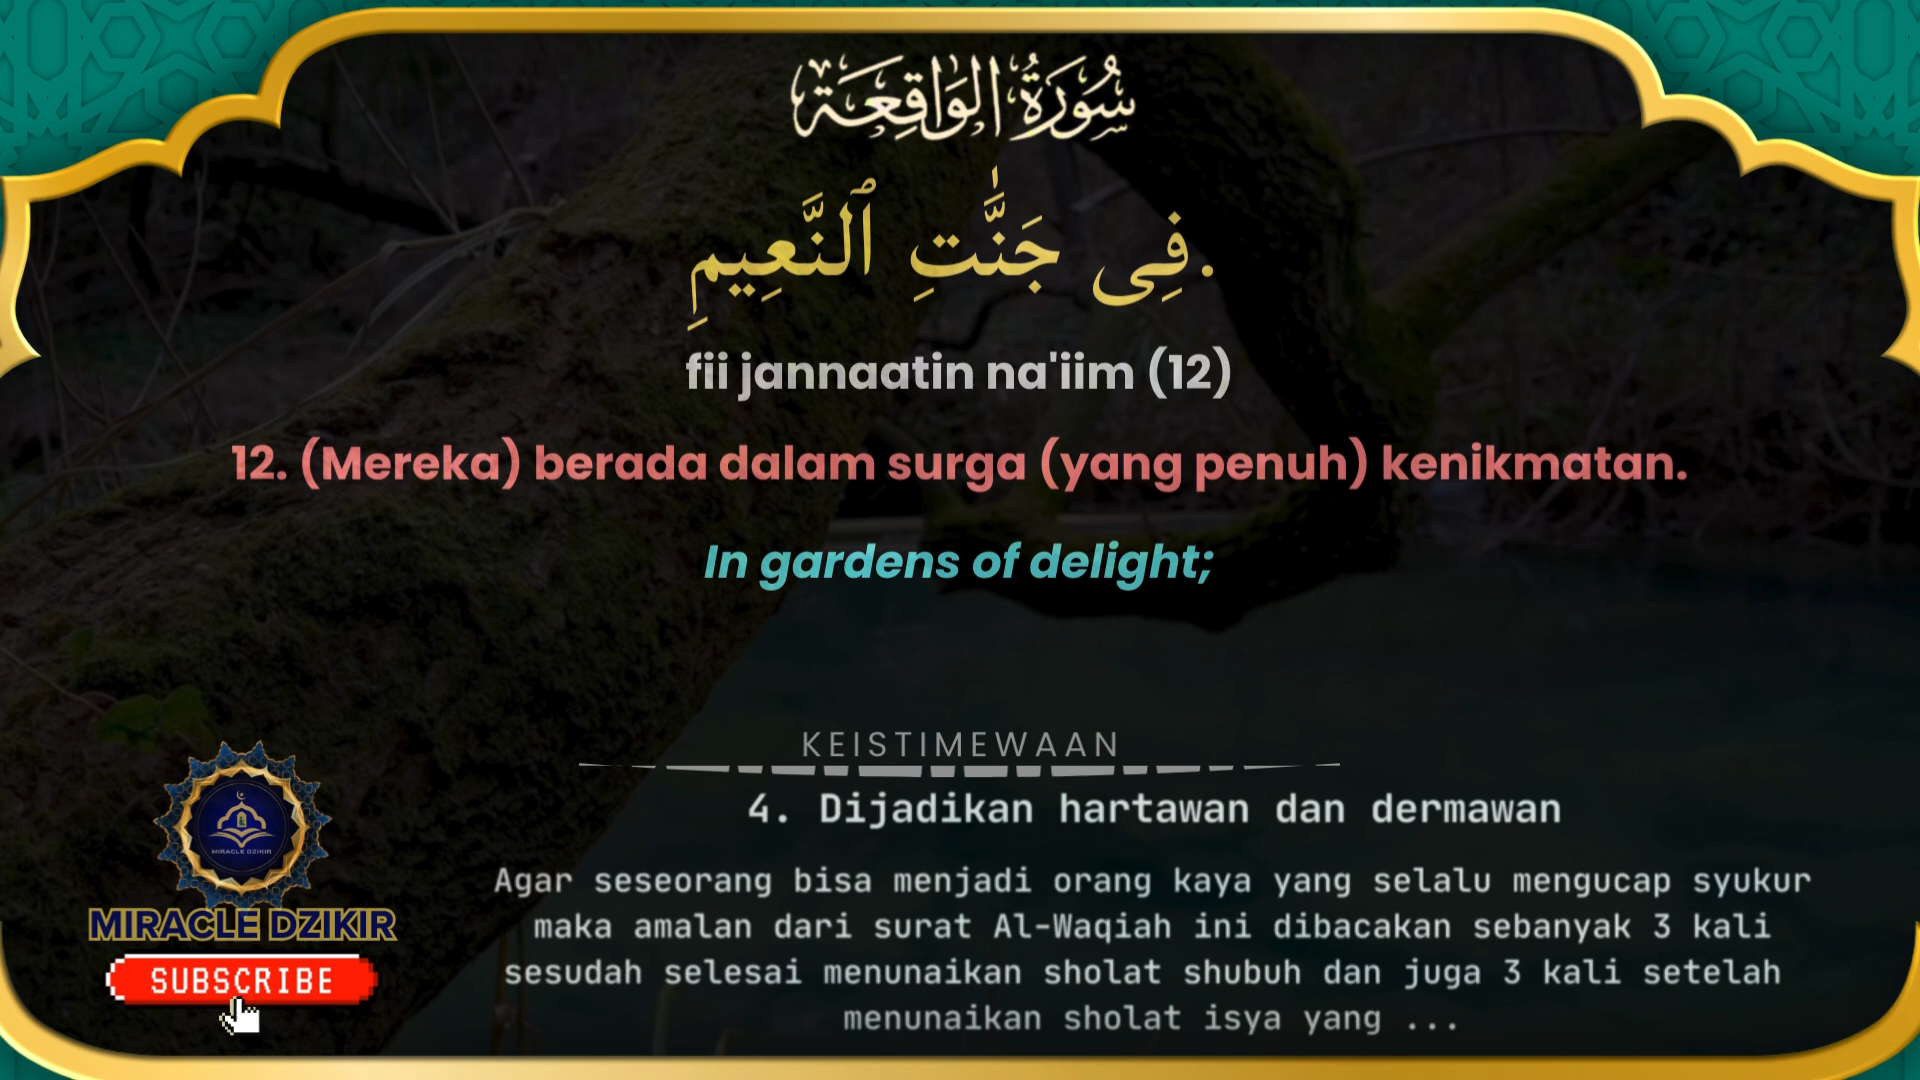 سُورَةُ الوَاقِعَة
.فِى جَنَّٰتِ ٱلنَّعِيمِ
fii jannaatin na'iim (12)
12. (Mereka) berada dalam surga (yang penuh) kenikmatan.
In gardens of delight;
KEISTIMEWAAN
4. Dijadikan hartawan dan dermawan
Agar seseorang bisa menjadi orang kaya yang selalu mengucap syukur
maka amalan dari surat Al-Waqiah ini dibacakan sebanyak 3 kali
sesudah selesai menunaikan sholat shubuh dan juga 3 kali setelah
menunaikan sholat isya yang ...
MIRACLE DZIKIR
MIRACLE DZIKIR
SUBSCRIBE